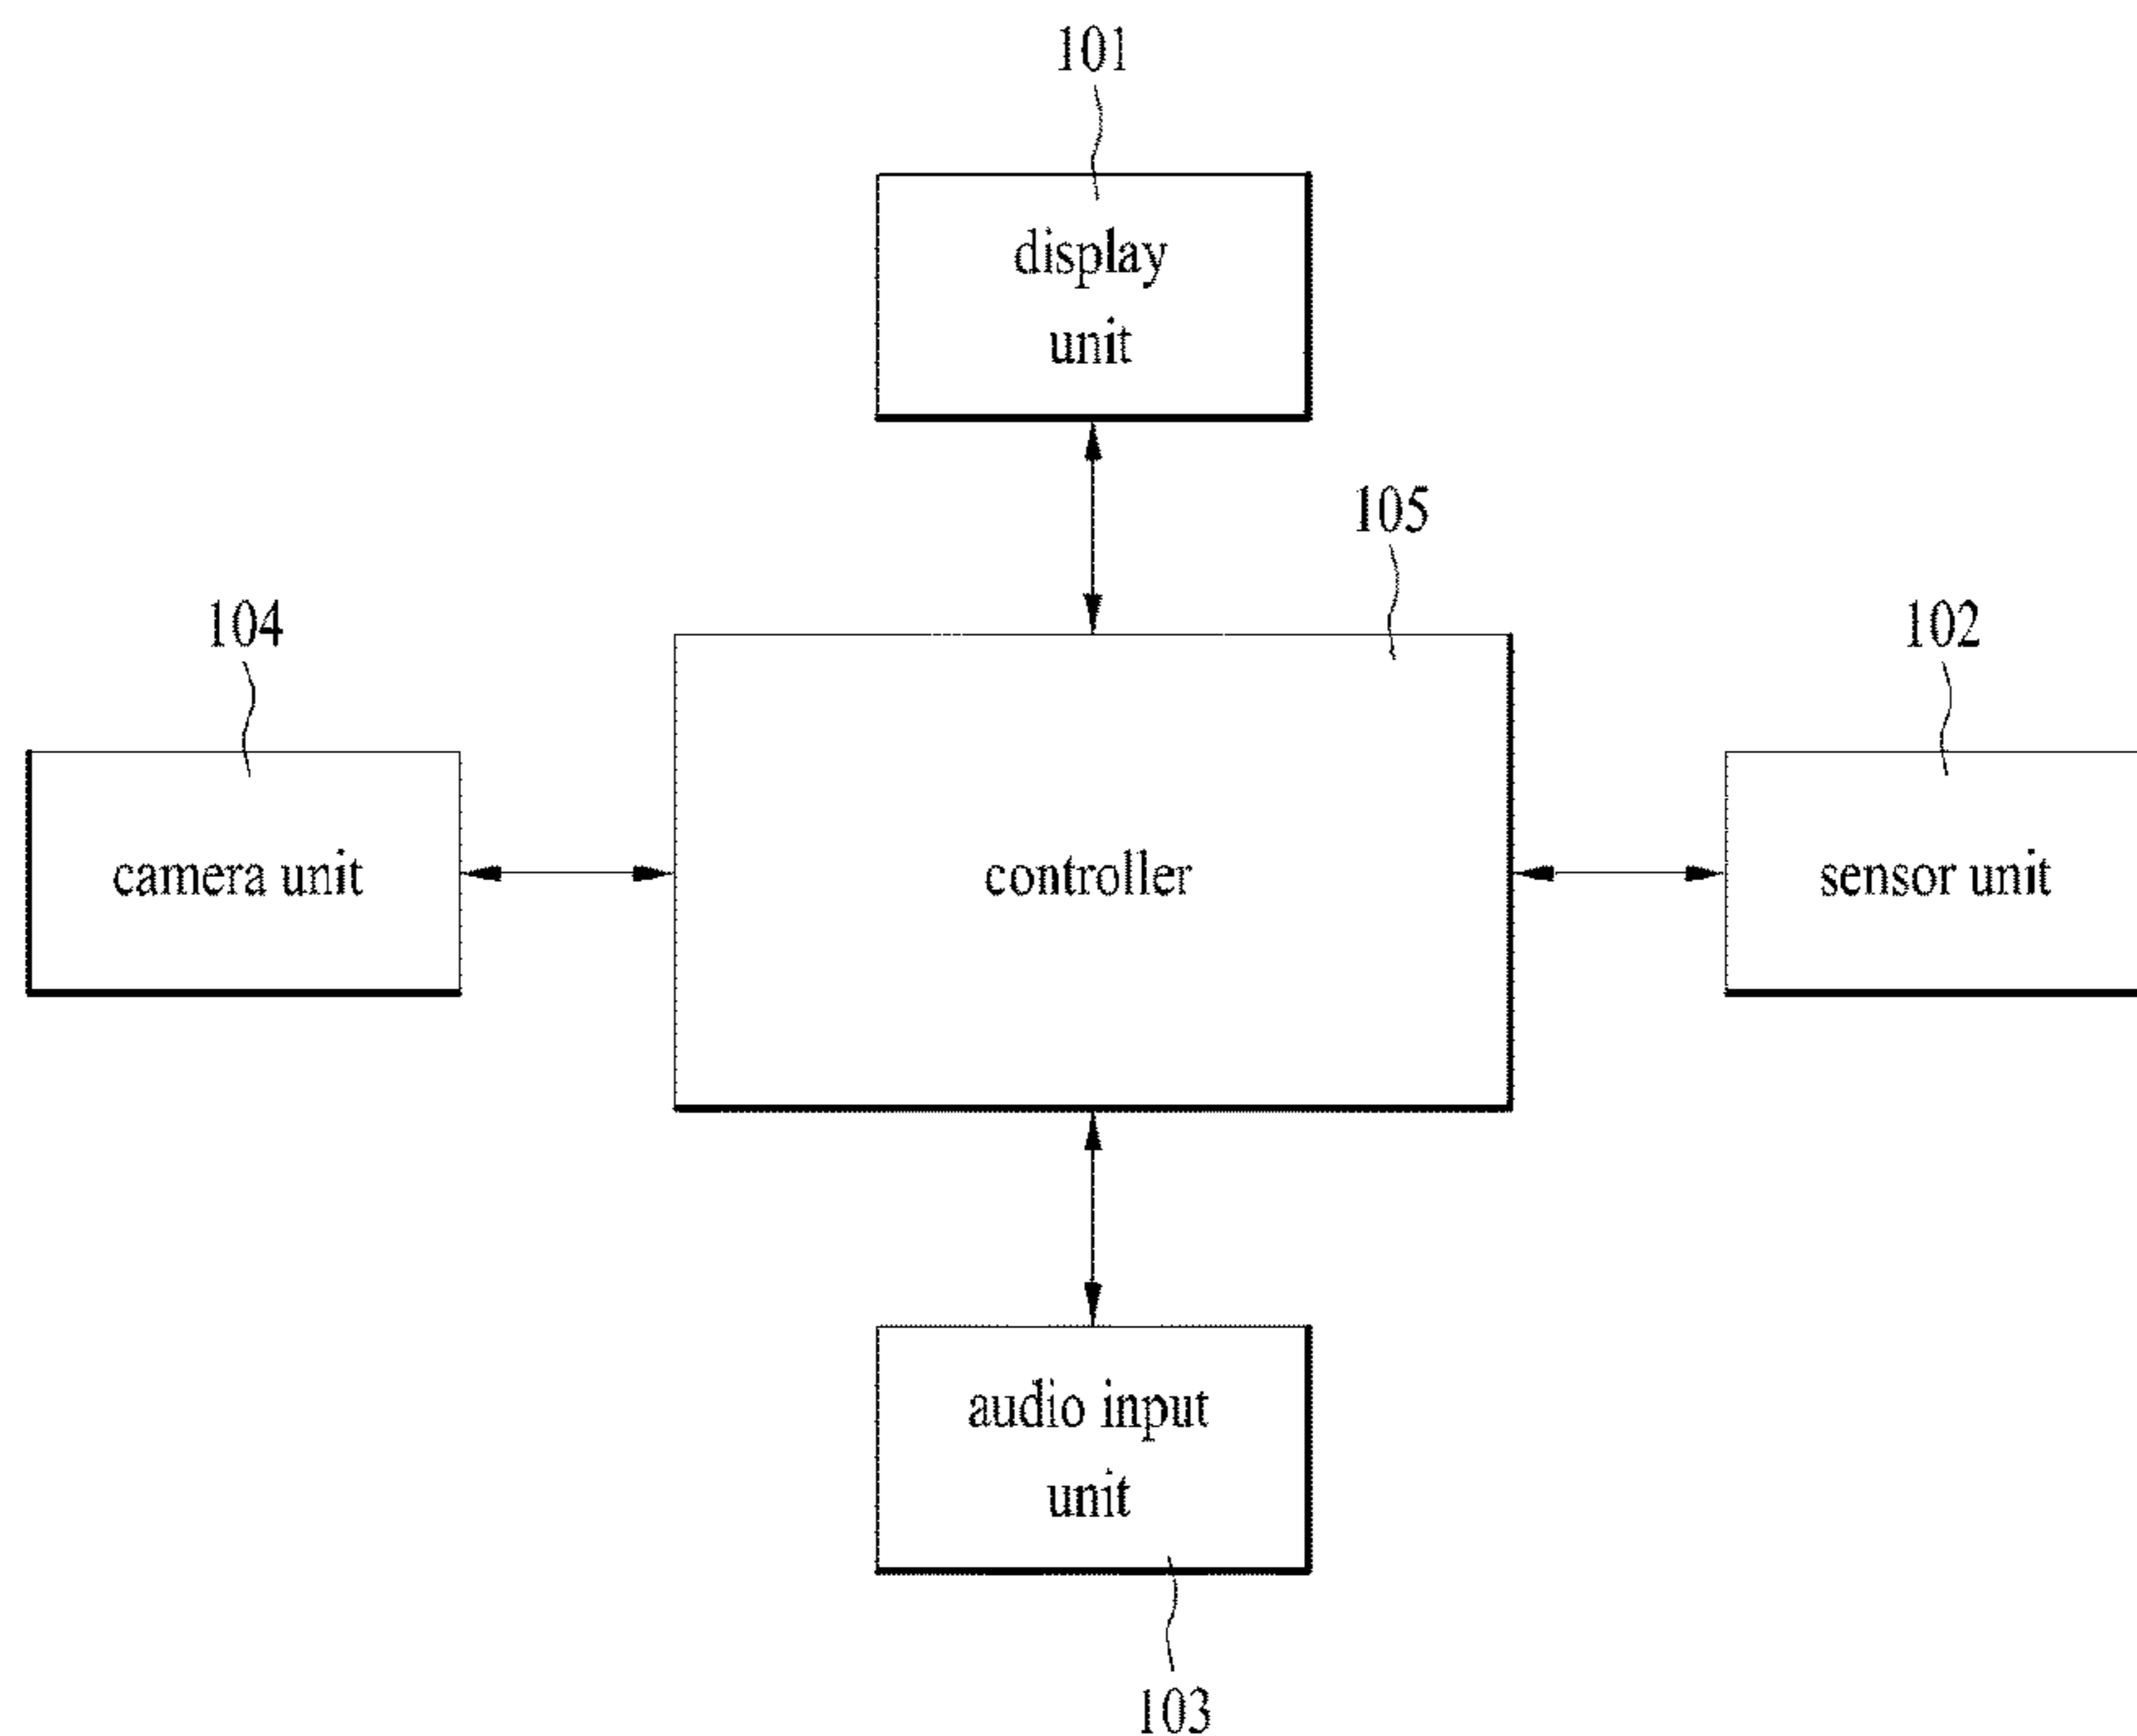 101
display
unit
105
104
102
camera unit
controller
sensor unit
audio input
unit
103